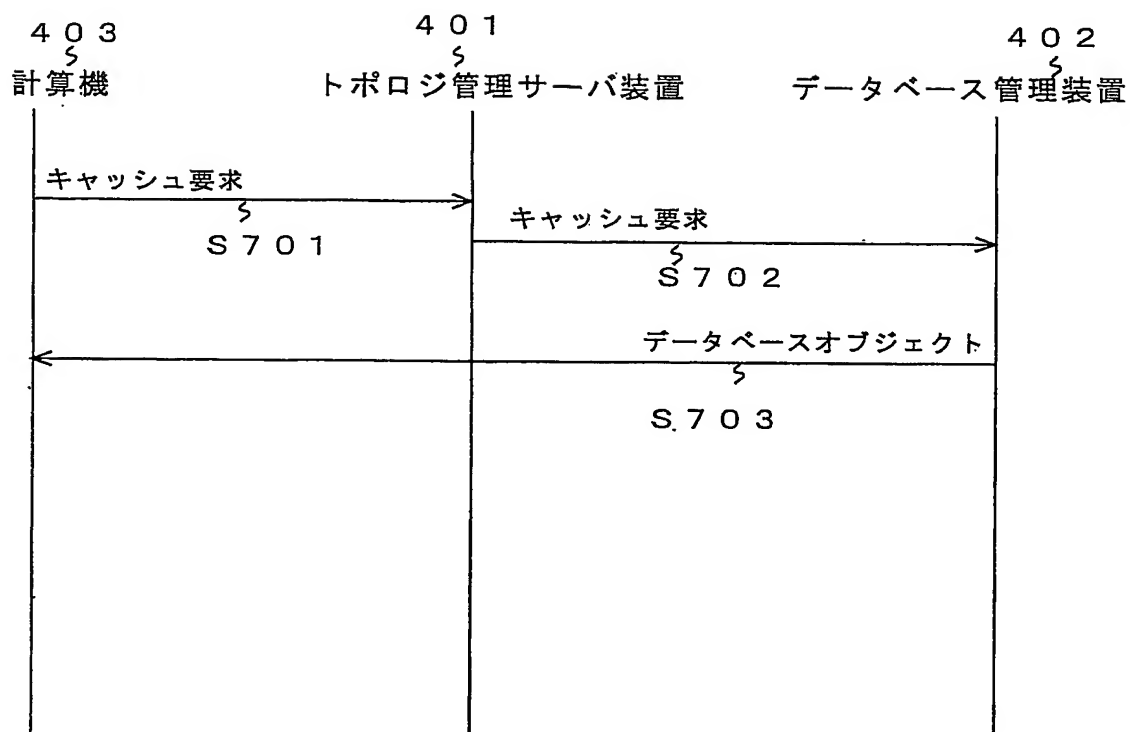 ４０３
４０１
４０２
計算機
トポロジ管理サーバ装置
データベース管理装置
キャッシュ要求
Ｓ７０１
キャッシュ要求
Ｓ７０２
データベースオブジェクト
Ｓ７０３